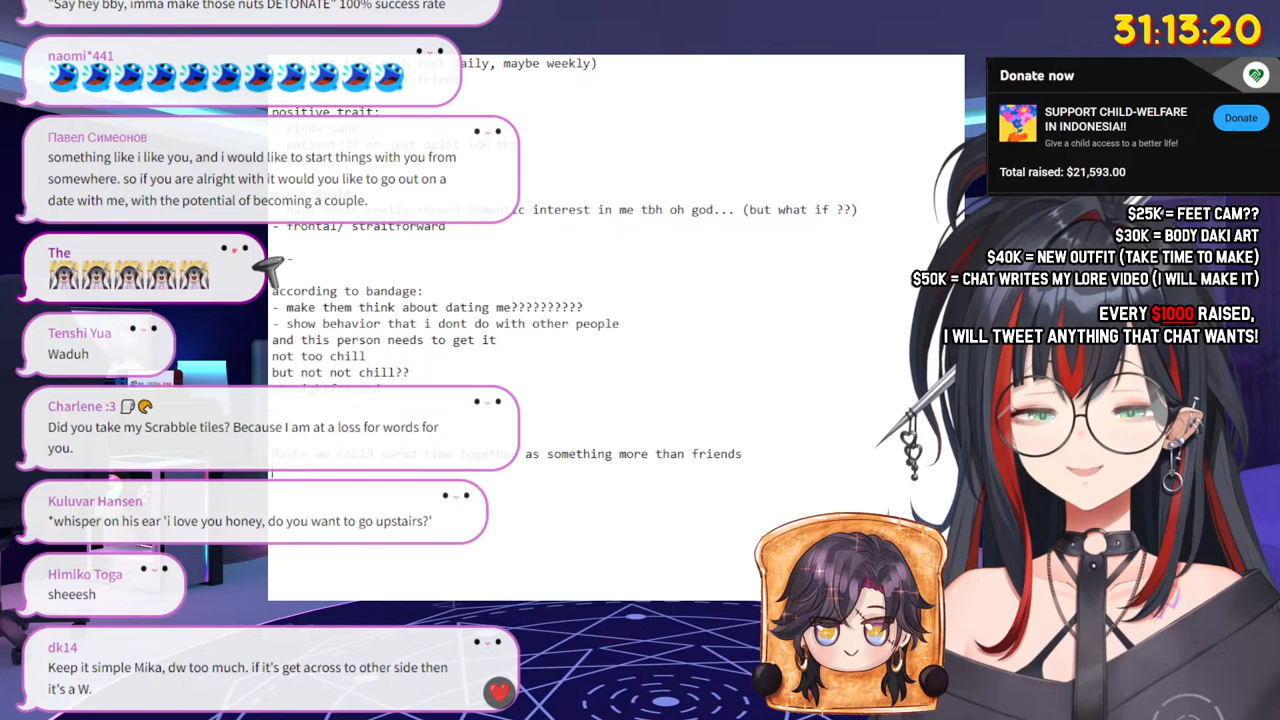 "Say hey bby, imma make those nuts DETONATE" 100% success rate
naomi*441
Павел Симеонов
something like i like you, and i would like to start things with you from
somewhere. so if you are alright with it would you like to go out on a
date with me, with the potential of becoming a couple.
The
Tenshi Yua
Waduh
Charlene :3
Did you take my Scrabble tiles? Because I am at a loss for words for
you.
Kuluvar Hansen
*whisper on his ear 'i love you honey, do you want to go upstairs?'
Himiko Toga
sheeesh
dk14
Keep it simple Mika, dw too much. if it's get across to other side then
it's a W.
daily, maybe weekly)
positive trait:
interest in me tbh oh god... (but what if ??)
- frontal/ straitforward
-
according to bandage:
- make them think about dating me??????????
- show behavior that i dont do with other people
and this person needs to get it
not too chill
but not not chill??
Maybe we could spend time together as something more than friends
31:13:20
Donate now
SUPPORT CHILD-WELFARE
IN INDONESIA!!
Give a child access to a better life!
Donate
Total raised: $21,593.00
$25K = FEET CAM??
$30K = BODY DAKI ART
$40K = NEW OUTFIT (TAKE TIME TO MAKE)
$50K = CHAT WRITES MY LORE VIDEO (I WILL MAKE IT)
EVERY $1000 RAISED,
I WILL TWEET ANYTHING THAT CHAT WANTS!